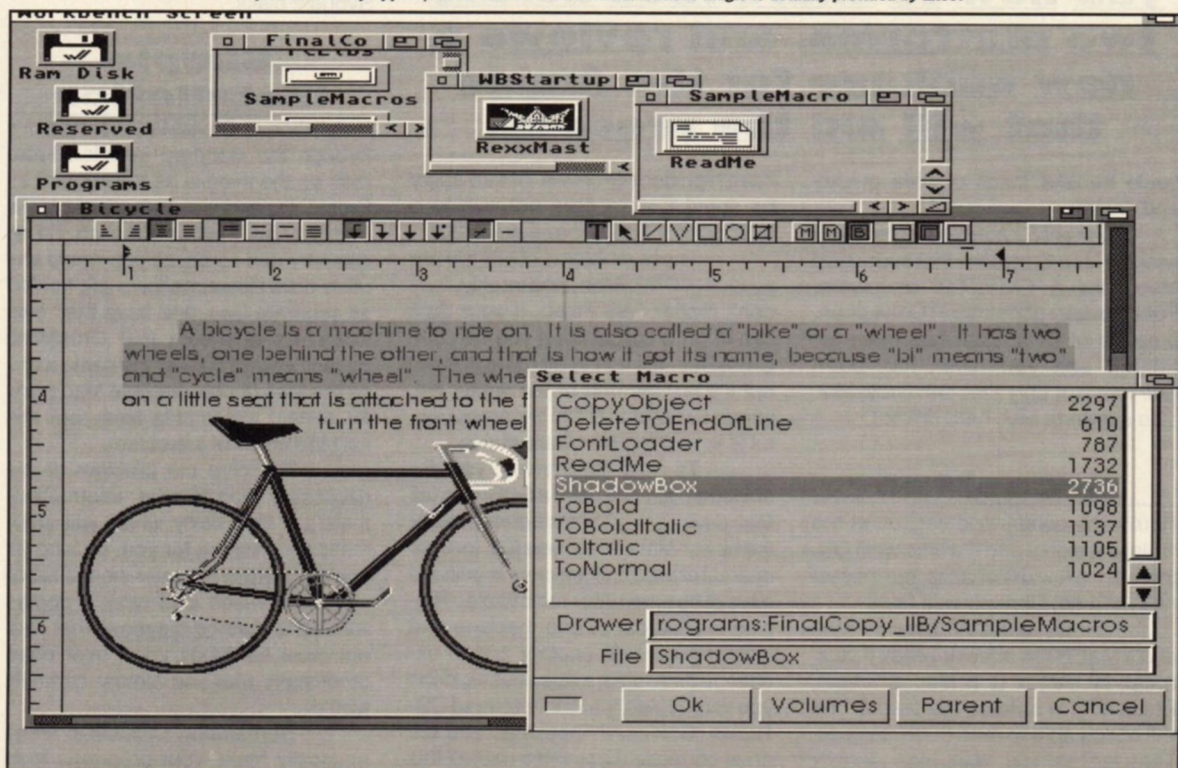 Workbench Screen
Ram Disk
Reserved
Programs
FinalCo
SampleMacros
WBStartup
RexxMast
SampleMacro
ReadMe
Bicycle
1
1 2 3 4 5 6 7
4
5
6
A bicycle is a machine to ride on. It is also called a "bike" or a "wheel". It has two
wheels, one behind the other, and that is how it got its name, because "bi" means "two"
and "cycle" means "wheel". The whe
on a little seat that is attached to the f
turn the front wheel
Select Macro
CopyObject 2297
DeleteTOEndOfLine 610
FontLoader 787
ReadMe 1732
ShadowBox 2736
ToBold 1098
ToBoldItalic 1137
ToItalic 1105
ToNormal 1024
Drawer rograms:FinalCopy_IIB/SampleMacros
File ShadowBox
Ok Volumes Parent Cancel